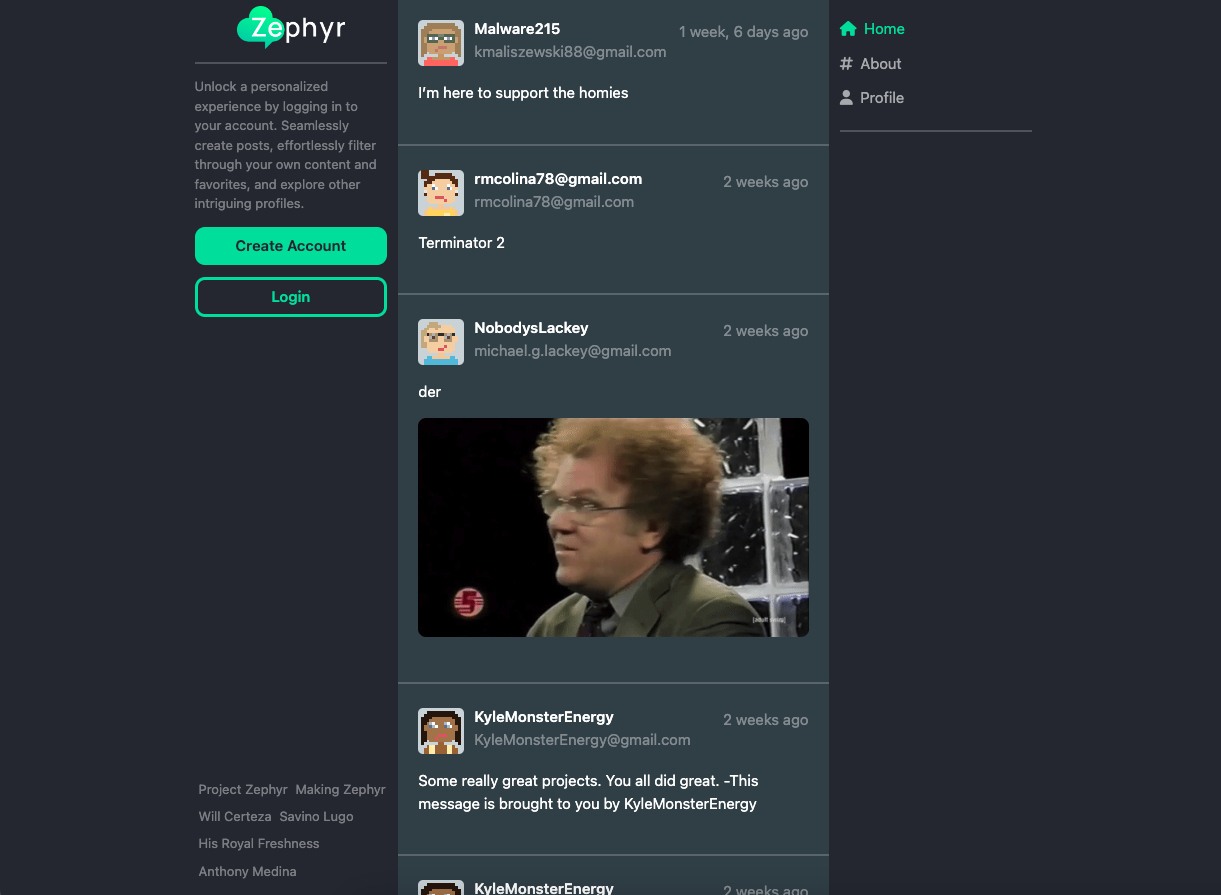 Zephyr
Unlock a personalized
experience by logging in to
your account. Seamlessly
create posts, effortlessly filter
through your own content and
favorites, and explore other
intriguing profiles.
Create Account
Login
Project Zephyr Making Zephyr
Will Certeza Savino Lugo
His Royal Freshness
Anthony Medina
Malware215
1 week, 6 days ago
kmaliszewski88@gmail.com
I'm here to support the homies
rmcolina78@gmail.com
2 weeks ago
rmcolina78@gmail.com
Terminator 2
NobodysLackey
2 weeks ago
michael.g.lackey@gmail.com
der
5
[adult swim]
KyleMonsterEnergy
2 weeks ago
KyleMonsterEnergy@gmail.com
Some really great projects. You all did great. -This
message is brought to you by KyleMonsterEnergy
KyleMonsterEnergy
2 weeks ago
Home
# About
Profile